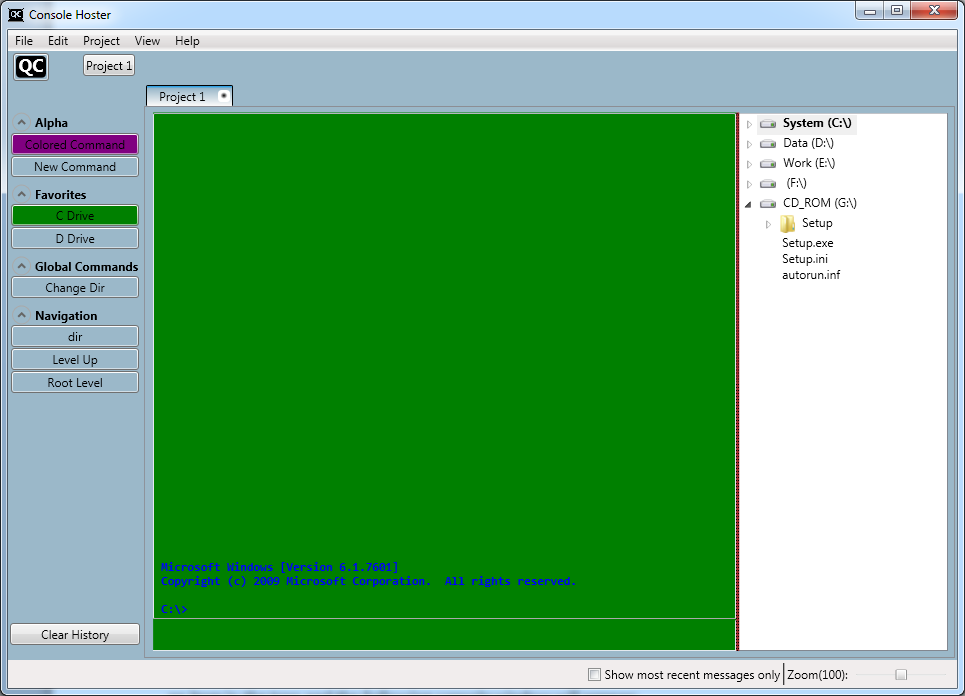 QC Console Hoster
File Edit Project View Help
QC Project 1
Project 1
Alpha
Colored Command
New Command
Favorites
C Drive
D Drive
Global Commands
Change Dir
Navigation
dir
Level Up
Root Level
Clear History
Microsoft Windows [Version 6.1.7601]
Copyright (c) 2009 Microsoft Corporation.  All rights reserved.
C:\>
System (C:\)
Data (D:\)
Work (E:\)
(F:\)
CD_ROM (G:\)
Setup
Setup.exe
Setup.ini
autorun.inf
Show most recent messages only Zoom(100):